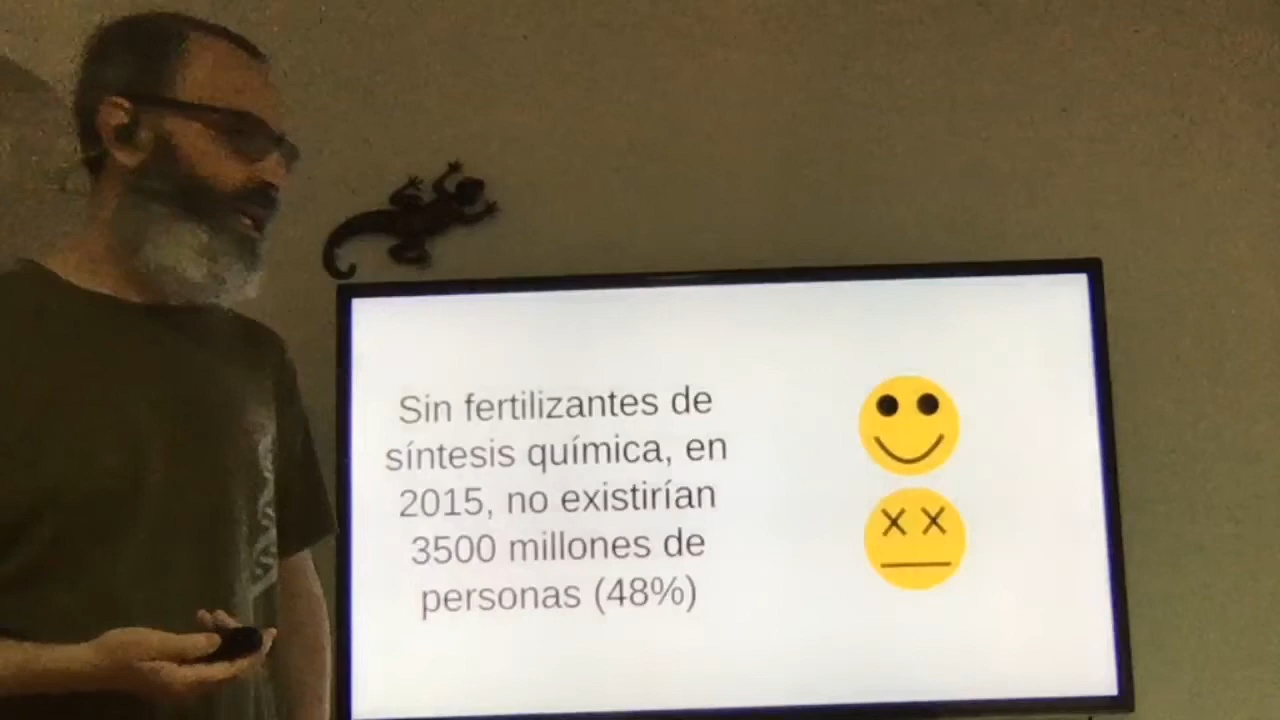 Sin fertilizantes de
síntesis química, en
2015, no existirían
3500 millones de
personas (48%)